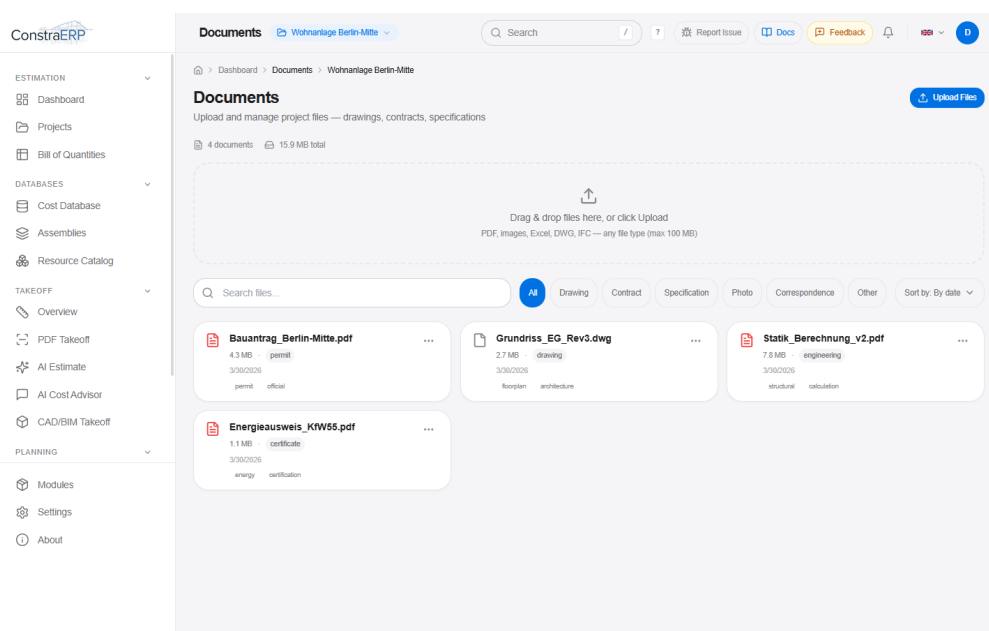 ConstraERP
Documents Wohnanlage Berlin-Mitte Search / ? Report Issue Docs Feedback D
ESTIMATION
Dashboard
Projects
Bill of Quantities
DATABASES
Cost Database
Assemblies
Resource Catalog
TAKEOFF
Overview
PDF Takeoff
AI Estimate
AI Cost Advisor
CAD/BIM Takeoff
PLANNING
Modules
Settings
About
> Dashboard > Documents > Wohnanlage Berlin-Mitte
Documents
Upload Files
Upload and manage project files — drawings, contracts, specifications
4 documents 15.9 MB total
Drag & drop files here, or click Upload
PDF, images, Excel, DWG, IFC — any file type (max 100 MB)
Search files... All Drawing Contract Specification Photo Correspondence Other Sort by: By date
Bauantrag_Berlin-Mitte.pdf ...
4.3 MB · permit
3/30/2026
permit official
Grundriss_EG_Rev3.dwg ...
2.7 MB · drawing
3/30/2026
floorplan architecture
Statik_Berechnung_v2.pdf ...
7.8 MB · engineering
3/30/2026
structural calculation
Energieausweis_KfW55.pdf ...
1.1 MB · certificate
3/30/2026
energy certification